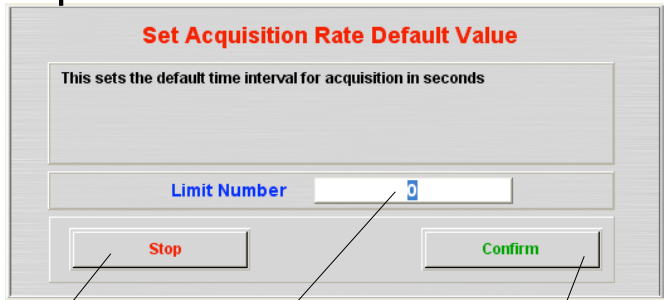 Set Acquisition Rate Default Value
This sets the default time interval for acquisition in seconds
Limit Number 0
Stop Confirm